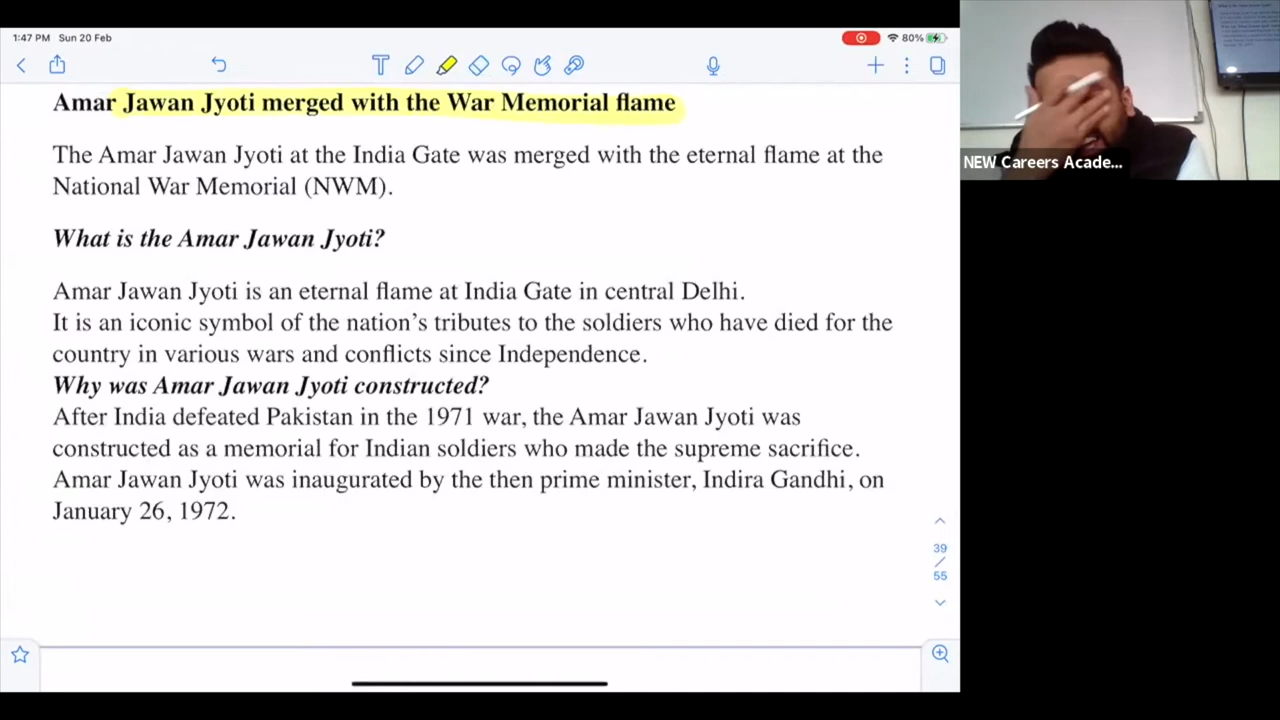 1:47 PM Sun 20 Feb
80%
Amar Jawan Jyoti merged with the War Memorial flame
The Amar Jawan Jyoti at the India Gate was merged with the eternal flame at the
National War Memorial (NWM).
What is the Amar Jawan Jyoti?
Amar Jawan Jyoti is an eternal flame at India Gate in central Delhi.
It is an iconic symbol of the nation’s tributes to the soldiers who have died for the
country in various wars and conflicts since Independence.
Why was Amar Jawan Jyoti constructed?
After India defeated Pakistan in the 1971 war, the Amar Jawan Jyoti was
constructed as a memorial for Indian soldiers who made the supreme sacrifice.
Amar Jawan Jyoti was inaugurated by the then prime minister, Indira Gandhi, on
January 26, 1972.
39
/
55
NEW Careers Acade...